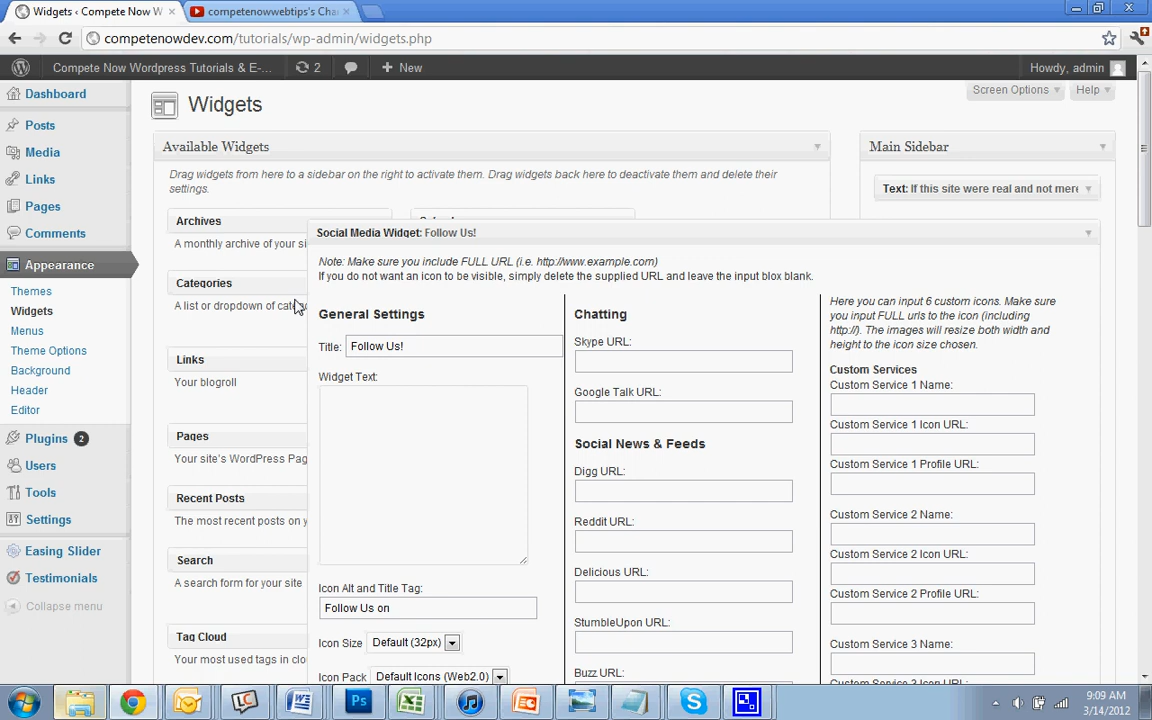 Widgets ‹ Compete Now W
competenowwebtips's Cha
competenowdev.com/tutorials/wp-admin/widgets.php
Compete Now Wordpress Tutorials & E-...
2
New
Howdy, admin
Dashboard
Posts
Media
Links
Pages
Comments
Appearance
Themes
Widgets
Menus
Theme Options
Background
Header
Editor
Plugins 2
Users
Tools
Settings
Easing Slider
Testimonials
Collapse menu
Widgets
Screen Options
Help
Available Widgets
Drag widgets from here to a sidebar on the right to activate them. Drag widgets back here to deactivate them and delete their
settings.
Archives
A monthly archive of your si
Categories
A list or dropdown of catego
Links
Your blogroll
Pages
Your site's WordPress Pag
Recent Posts
The most recent posts on y
Search
A search form for your site
Tag Cloud
Your most used tags in clo
Main Sidebar
Text: If this site were real and not mere
Social Media Widget: Follow Us!
Note: Make sure you include FULL URL (i.e. http://www.example.com)
If you do not want an icon to be visible, simply delete the supplied URL and leave the input blox blank.
General Settings
Title: Follow Us!
Widget Text:
Icon Alt and Title Tag:
Follow Us on
Icon Size Default (32px)
Icon Pack Default Icons (Web2.0)
Chatting
Skype URL:
Google Talk URL:
Social News & Feeds
Digg URL:
Reddit URL:
Delicious URL:
StumbleUpon URL:
Buzz URL:
Here you can input 6 custom icons. Make sure
you input FULL urls to the icon (including
http://). The images will resize both width and
height to the icon size chosen.
Custom Services
Custom Service 1 Name:
Custom Service 1 Icon URL:
Custom Service 1 Profile URL:
Custom Service 2 Name:
Custom Service 2 Icon URL:
Custom Service 2 Profile URL:
Custom Service 3 Name:
Custom Service 3 Icon URL:
9:09 AM
3/14/2012